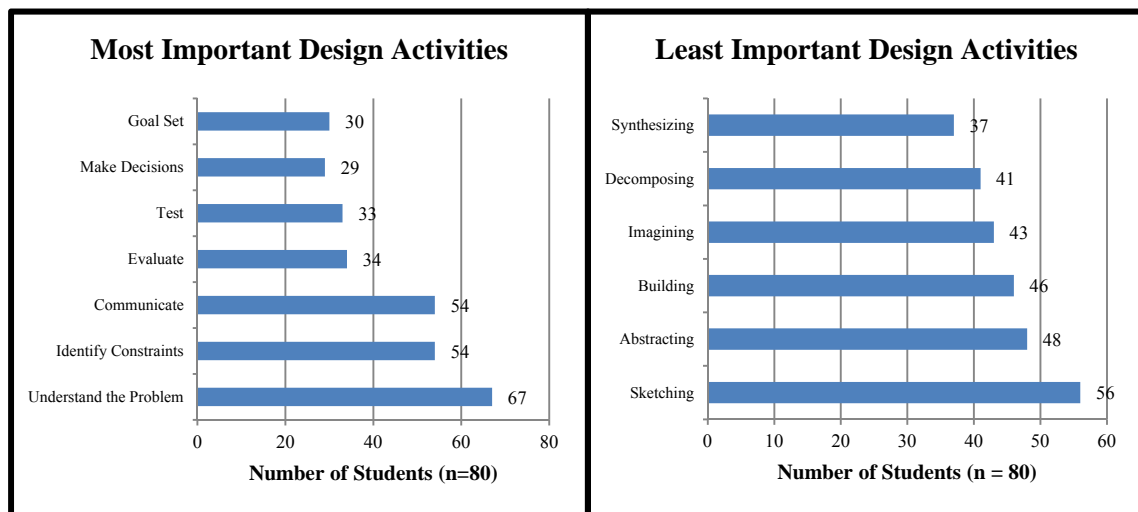 Most Important Design Activities
Goal Set
30
Make Decisions
29
Test
33
Evaluate
34
Communicate
54
Identify Constraints
54
Understand the Problem
67
0 20 40 60 80
Number of Students (n=80)
Least Important Design Activities
Synthesizing
37
Decomposing
41
Imagining
43
Building
46
Abstracting
48
Sketching
56
0 10 20 30 40 50 60
Number of Students (n = 80)